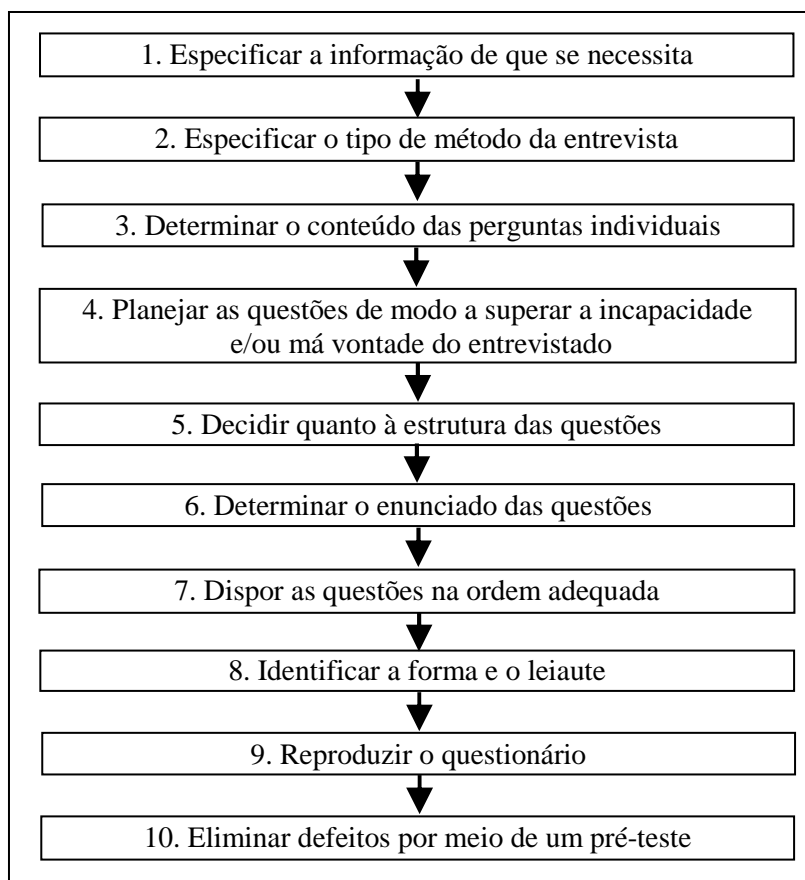 1. Especificar a informação de que se necessita
2. Especificar o tipo de método da entrevista
3. Determinar o conteúdo das perguntas individuais
4. Planejar as questões de modo a superar a incapacidade
e/ou má vontade do entrevistado
5. Decidir quanto à estrutura das questões
6. Determinar o enunciado das questões
7. Dispor as questões na ordem adequada
8. Identificar a forma e o leiaute
9. Reproduzir o questionário
10. Eliminar defeitos por meio de um pré-teste